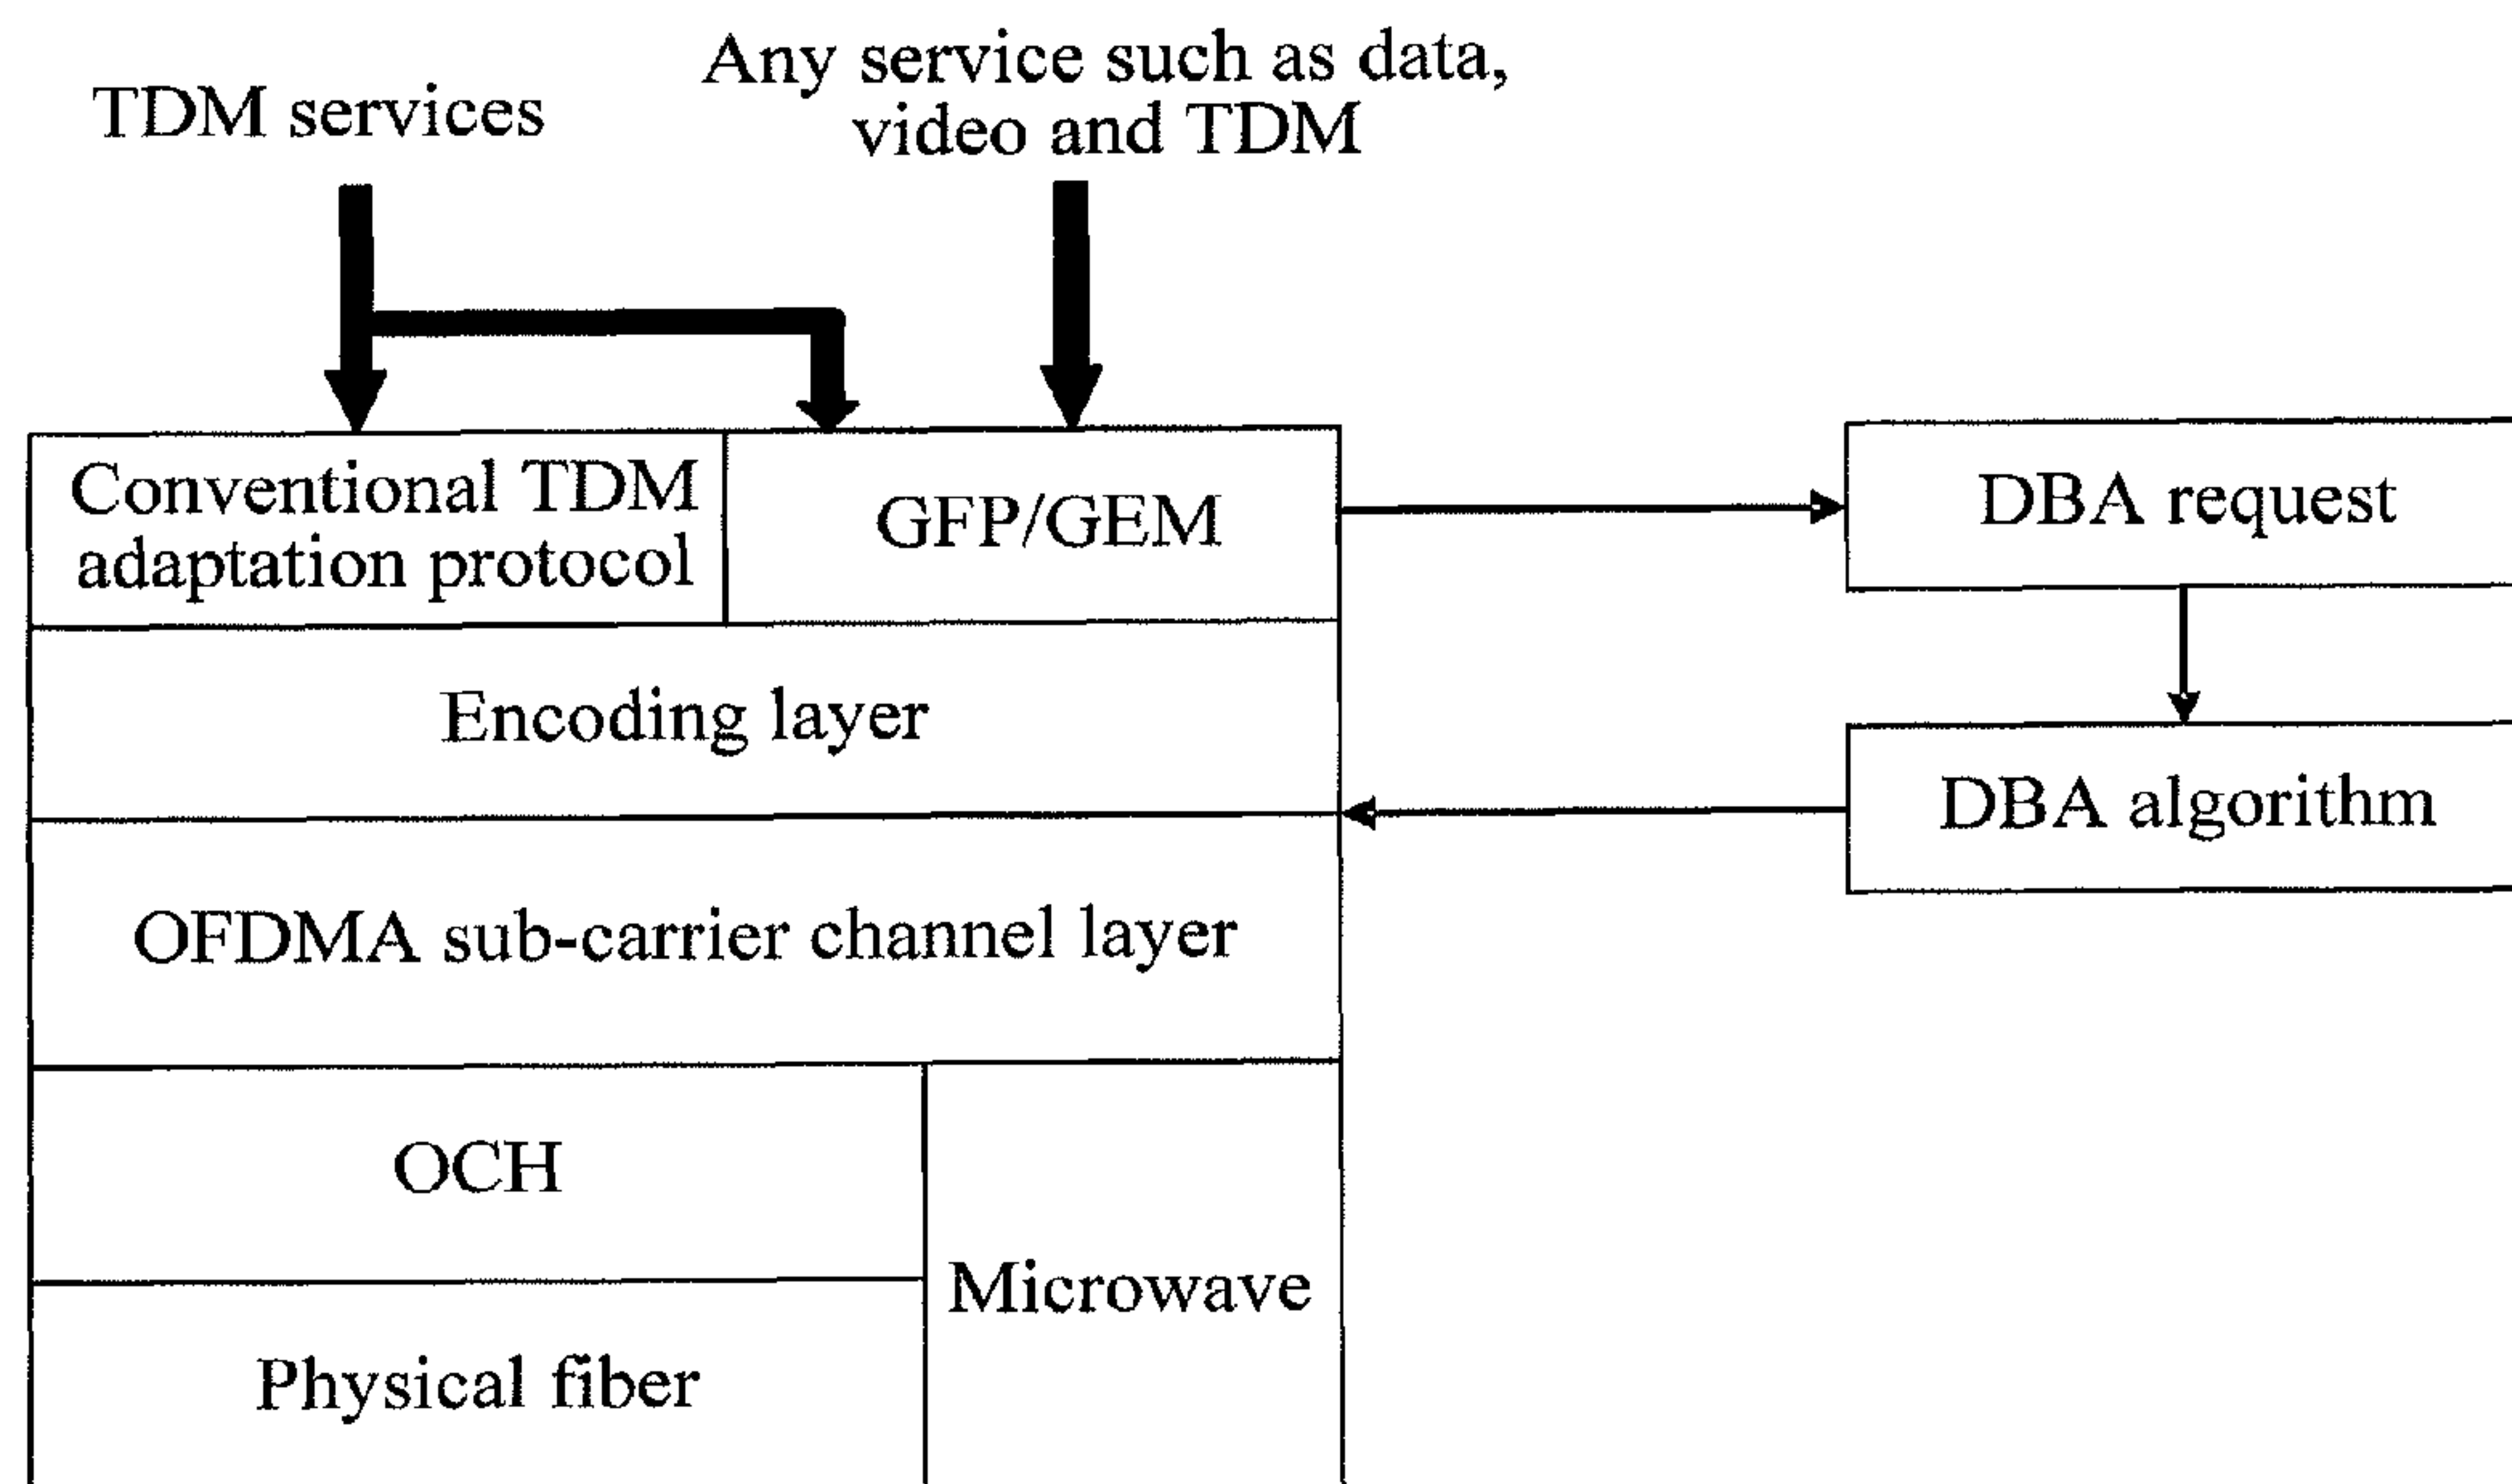 TDM services
Any service such as data,
video and TDM
Conventional TDM
adaptation protocol
GFP/GEM
DBA request
Encoding layer
DBA algorithm
OFDMA sub-carrier channel layer
OCH
Microwave
Physical fiber